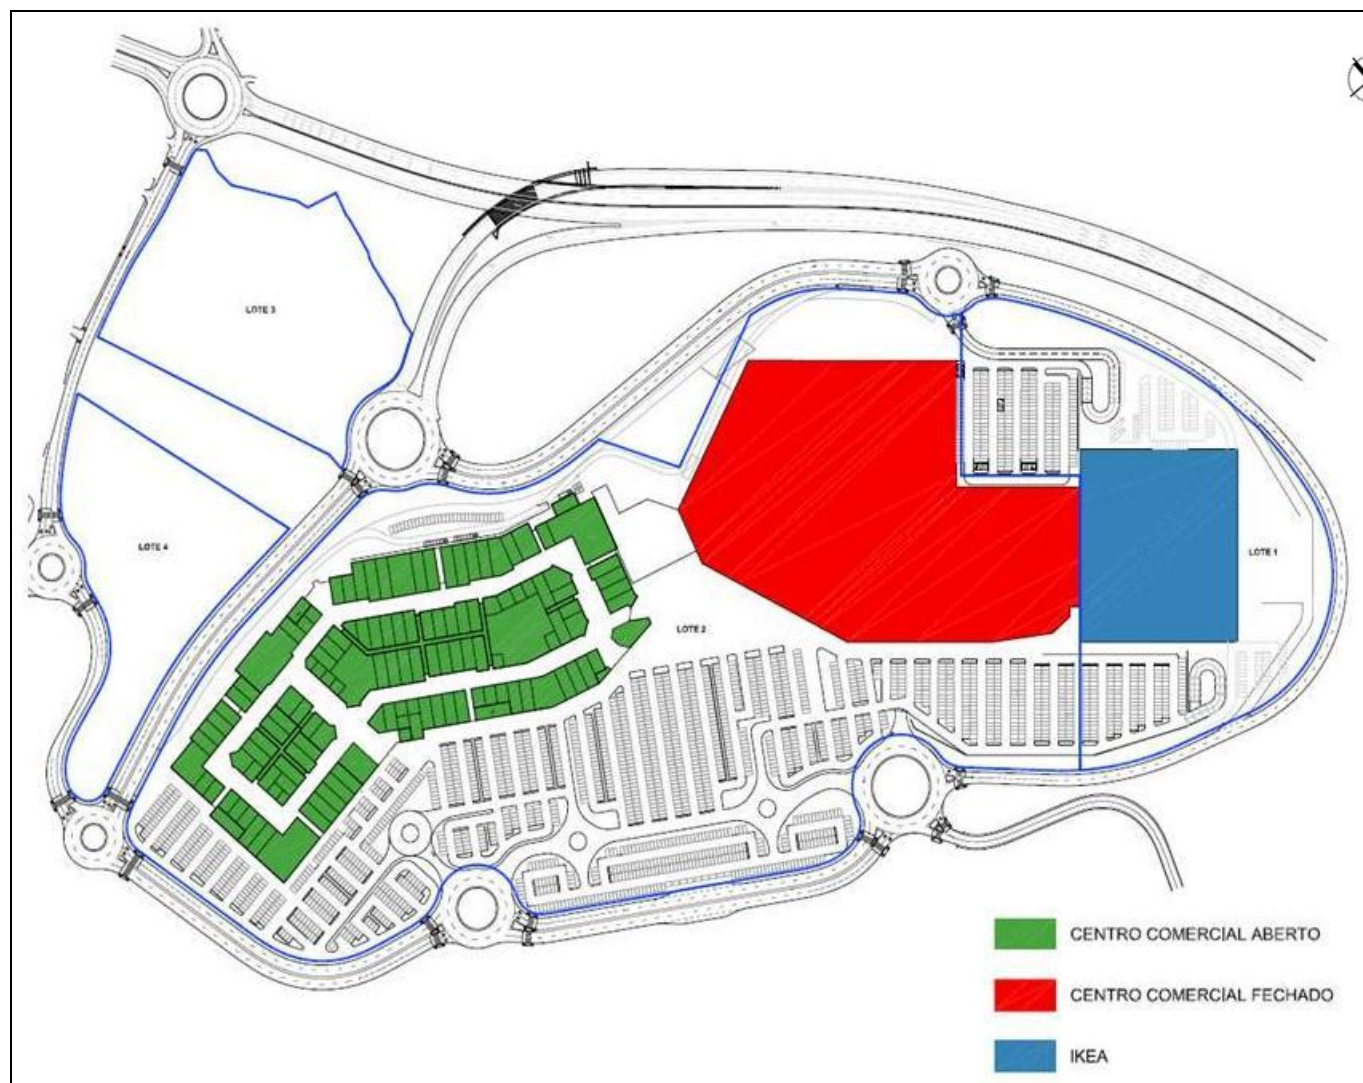 LOTE 3
LOTE 4
LOTE 1
LOTE 2
CENTRO COMERCIAL ABERTO
CENTRO COMERCIAL FECHADO
IKEA